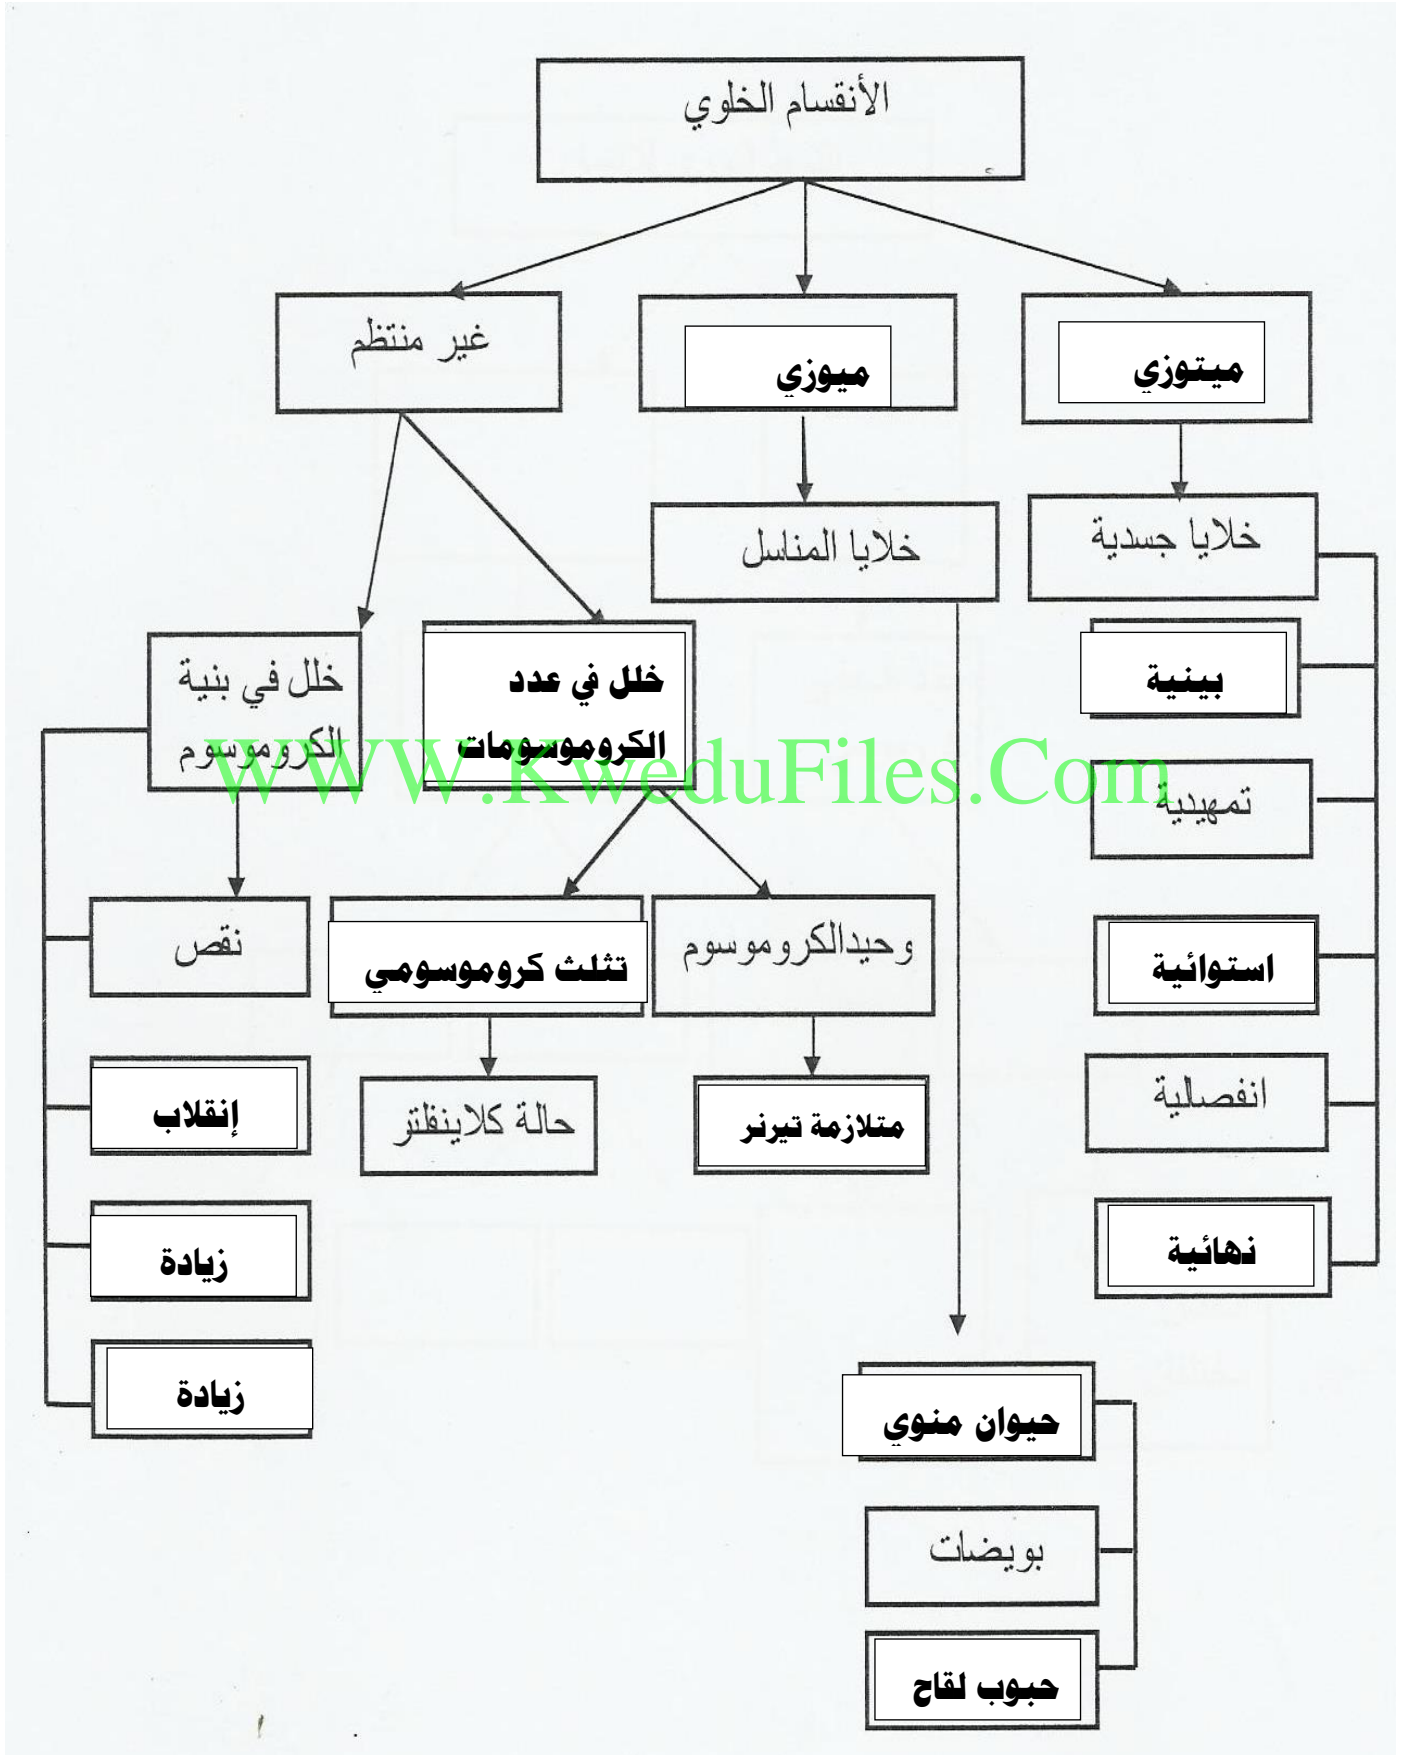 الأنقسام الخلوي
ميتوزي
ميوزي
غير منتظم
خلايا جسدية
خلايا المناسل
بينية
خلل في عدد
الكروموسومات
خلل في بنية
الكروموسوم
WWW.KweduFiles.Com
تمهيدية
استوائية
وحيدالكروموسوم
تثلث كروموسومي
نقص
انفصالية
متلازمة تيرنر
حالة كلاينفلتر
إنقلاب
نهائية
زيادة
زيادة
حيوان منوي
بويضات
حبوب لقاح